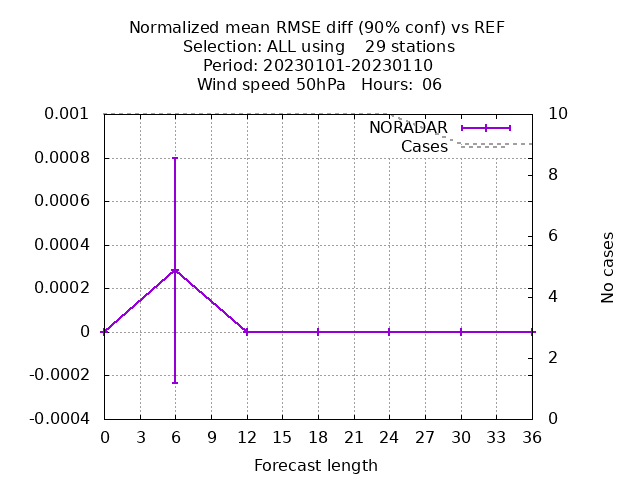 Normalized mean RMSE diff (90% conf) vs REF
Selection: ALL using    29 stations
Period: 20230101-20230110
Wind speed 50hPa   Hours:  06
0.001
0.0008
0.0006
0.0004
0.0002
0
-0.0002
-0.0004
NORADAR
Cases
10
8
6
4
2
0
No cases
0 3 6 9 12 15 18 21 24 27 30 33 36
Forecast length